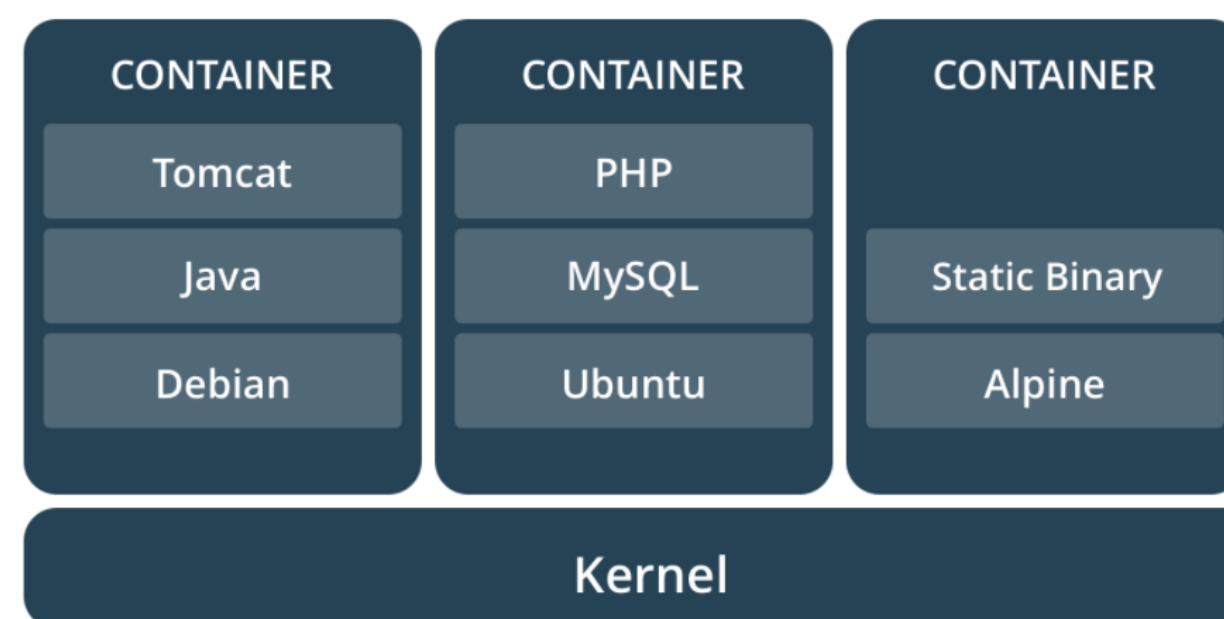 CONTAINER
Tomcat
Java
Debian
CONTAINER
PHP
MySQL
Ubuntu
CONTAINER
Static Binary
Alpine
Kernel